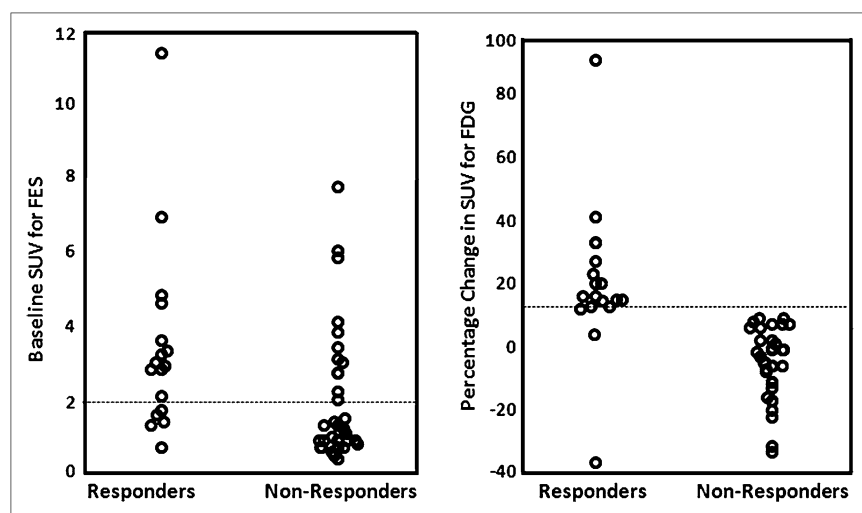 Baseline SUV for FES
12
10
8
6
4
2
0
Responders
Non-Responders
Percentage Change in SUV for FDG
100
80
60
40
20
0
-20
-40
Responders
Non-Responders